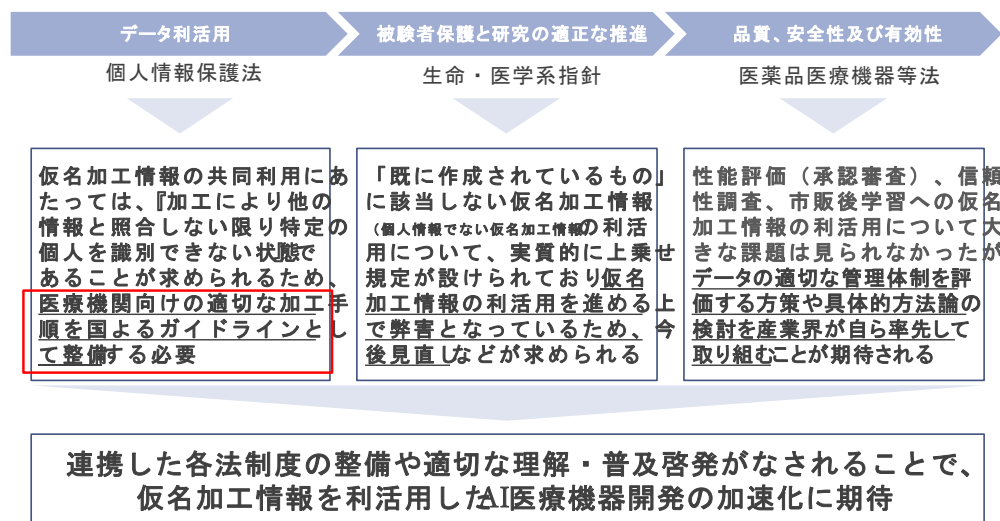 データ利活用
被験者保護と研究の適正な推進
品質、安全性及び有効性
個人情報保護法
生命・医学系指針
医薬品医療機器等法
仮名加工情報の共同利用にあ
たっては、『加工により他の
情報と照合しない限り特定の
個人を識別できない状態で
あることが求められるため、
医療機関向けの適切な加工手
順を国よるガイドラインとし
て整備する必要
「既に作成されているもの」
に該当しない仮名加工情報
(個人情報でない仮名加工情報)の利活
用について、実質的に上乗せ
規定が設けられており仮名
加工情報の利活用を進める上
で弊害となっているため、今
後見直しなどが求められる
性能評価（承認審査）、信頼
性調査、市販後学習への仮名
加工情報の利活用について大
きな課題は見られなかったが
データの適切な管理体制を評
価する方策や具体的方法論の
検討を産業界が自ら率先して
取り組むことが期待される
連携した各法制度の整備や適切な理解・普及啓発がなされることで、
仮名加工情報を利活用したAI医療機器開発の加速化に期待